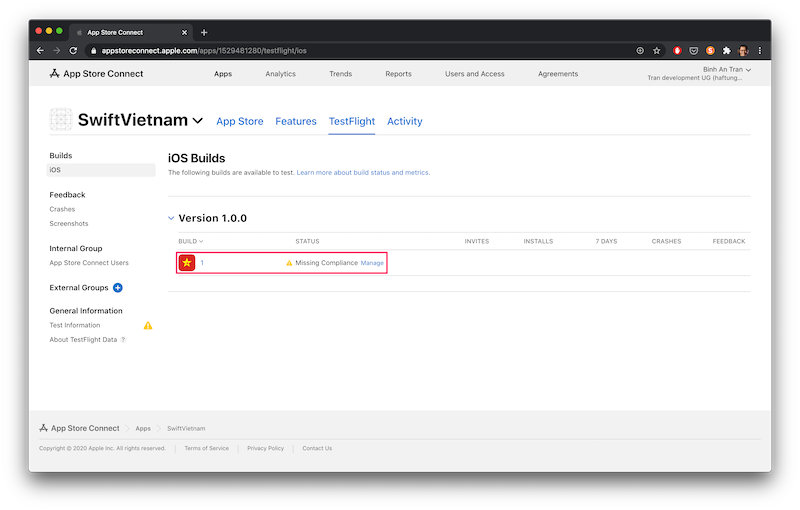 App Store Connect
appstoreconnect.apple.com/apps/1529481280/testflight/ios
App Store Connect
Apps
Analytics
Trends
Reports
Users and Access
Agreements
Binh An Tran
Tran development UG (haftung...
SwiftVietnam
App Store
Features
TestFlight
Activity
Builds
iOS
Feedback
Crashes
Screenshots
Internal Group
App Store Connect Users
External Groups
General Information
Test Information
About TestFlight Data ?
iOS Builds
The following builds are available to test. Learn more about build status and metrics.
Version 1.0.0
BUILD STATUS INVITES INSTALLS 7 DAYS CRASHES FEEDBACK
1 Missing Compliance Manage
App Store Connect Apps SwiftVietnam
Copyright © 2020 Apple Inc. All rights reserved. Terms of Service Privacy Policy Contact Us